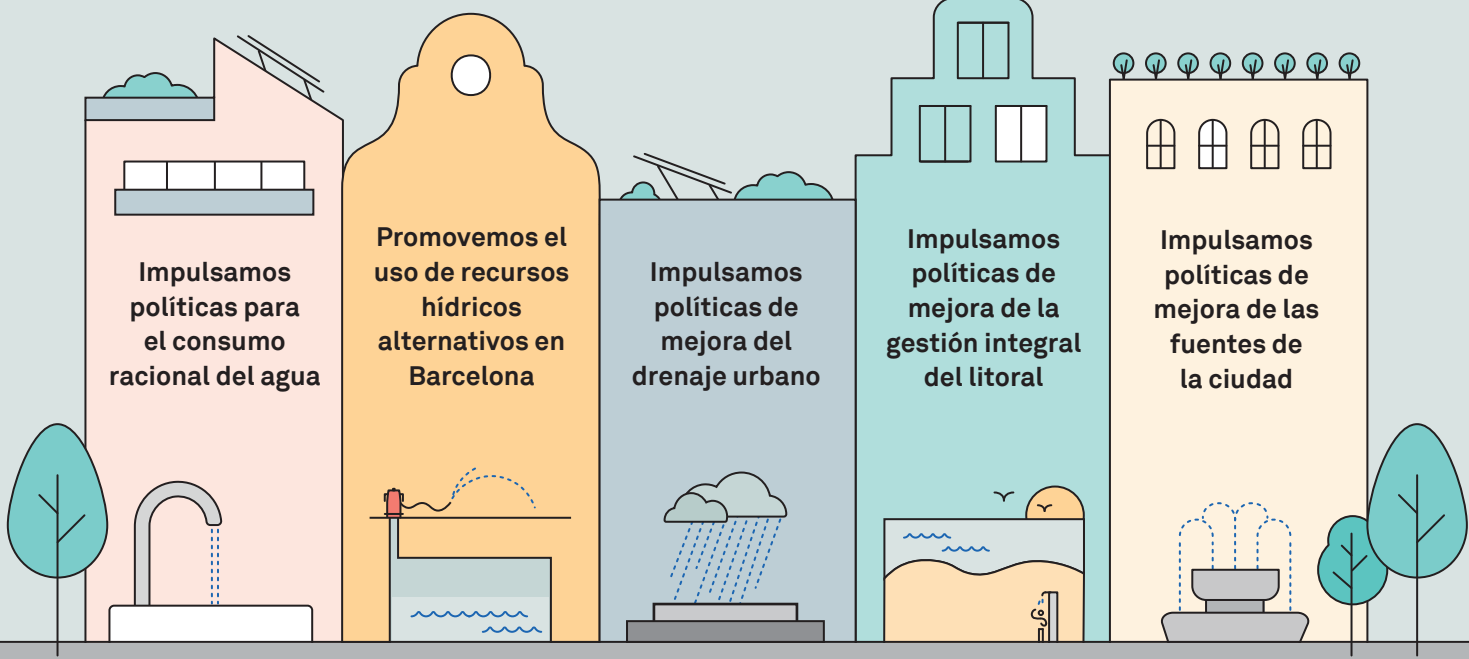 Impulsamos
políticas para
el consumo
racional del agua
Promovemos el
uso de recursos
hídricos
alternativos en
Barcelona
Impulsamos
políticas de
mejora del
drenaje urbano
Impulsamos
políticas de
mejora de la
gestión integral
del litoral
Impulsamos
políticas de
mejora de las
fuentes de
la ciudad